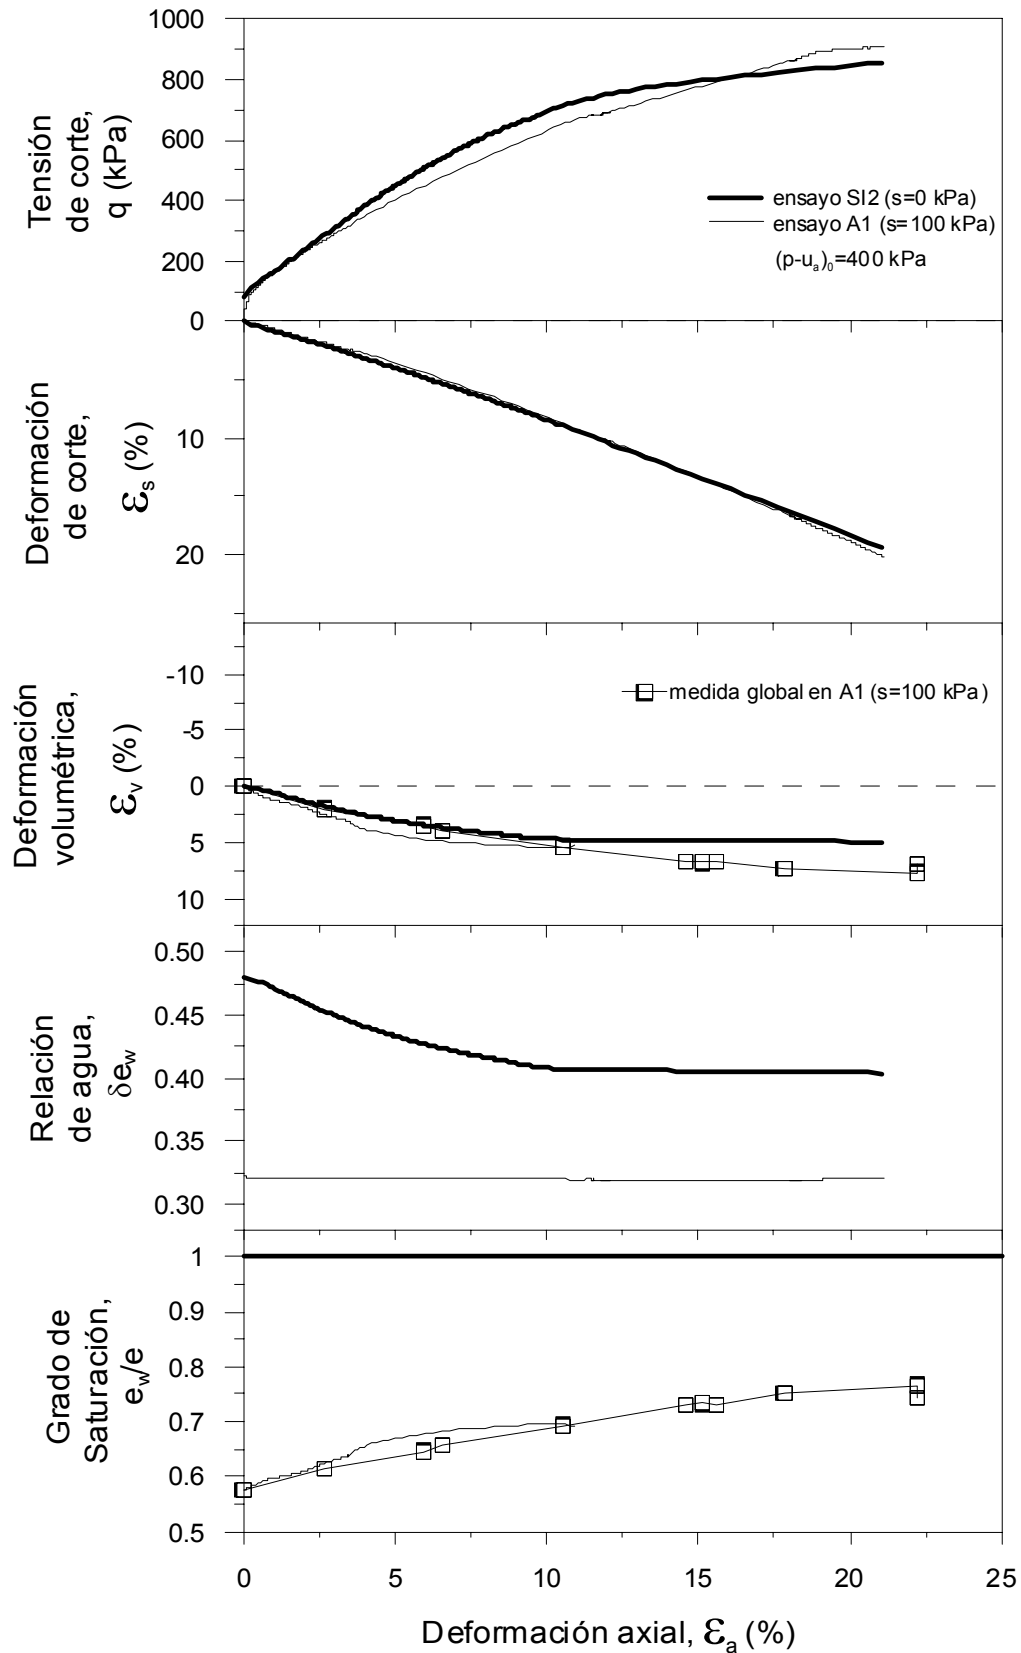 1000
800
600
400
200
0
Tensión
de corte,
q (kPa)
ensayo SI2 (s=0 kPa)
ensayo A1 (s=100 kPa)
(p-uₐ)₀=400 kPa
10
20
Deformación
de corte,
εₛ (%)
-10
-5
0
5
10
Deformación
volumétrica,
εᵥ (%)
medida global en A1 (s=100 kPa)
0.50
0.45
0.40
0.35
0.30
Relación
de agua,
δe_w
1
0.9
0.8
0.7
0.6
0.5
Grado de
Saturación,
e_w/e
0 5 10 15 20 25
Deformación axial, εₐ (%)